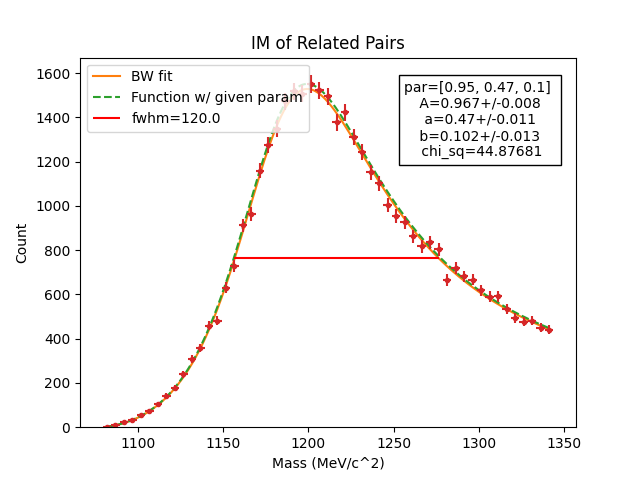 IM of Related Pairs
BW fit
Function w/ given param
fwhm=120.0
par=[0.95, 0.47, 0.1]
A=0.967+/-0.008
a=0.47+/-0.011
b=0.102+/-0.013
chi_sq=44.87681
Count
1600
1400
1200
1000
800
600
400
200
0
1100 1150 1200 1250 1300 1350
Mass (MeV/c^2)